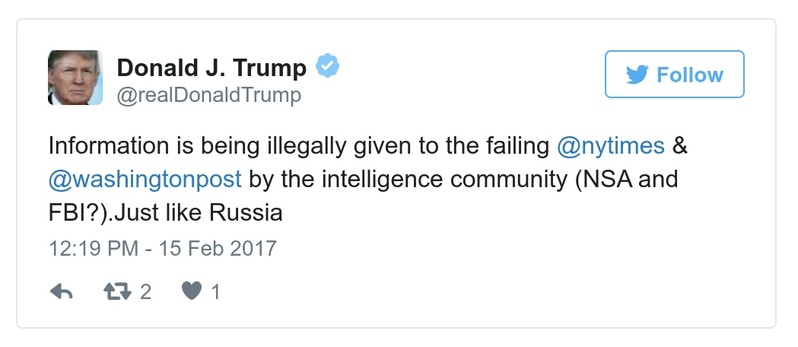 Donald J. Trump
Follow
@realDonaldTrump
Information is being illegally given to the failing @nytimes &
@washingtonpost by the intelligence community (NSA and
FBI?).Just like Russia
12:19 PM - 15 Feb 2017
2 1